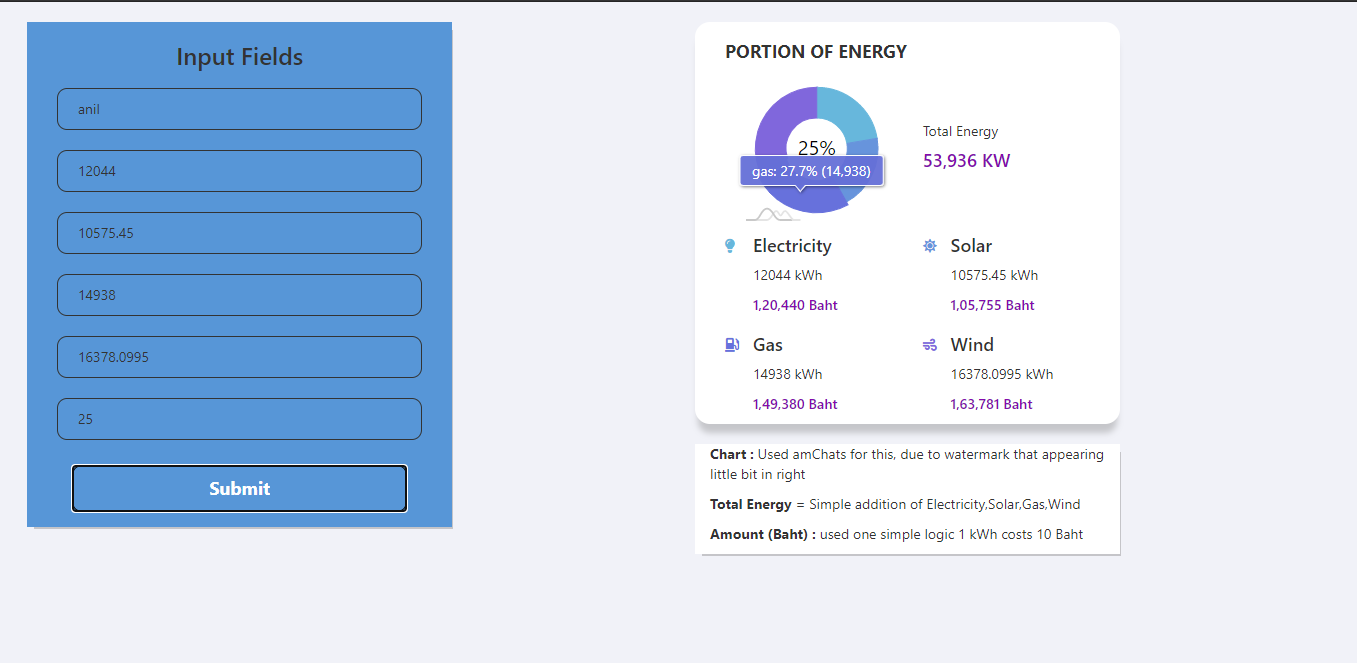 Input Fields
anil
12044
10575.45
14938
16378.0995
25
Submit
PORTION OF ENERGY
25%
gas: 27.7% (14,938)
Total Energy
53,936 KW
Electricity
12044 kWh
1,20,440 Baht
Solar
10575.45 kWh
1,05,755 Baht
Gas
14938 kWh
1,49,380 Baht
Wind
16378.0995 kWh
1,63,781 Baht
Chart : Used amChats for this, due to watermark that appearing
little bit in right
Total Energy = Simple addition of Electricity,Solar,Gas,Wind
Amount (Baht) : used one simple logic 1 kWh costs 10 Baht